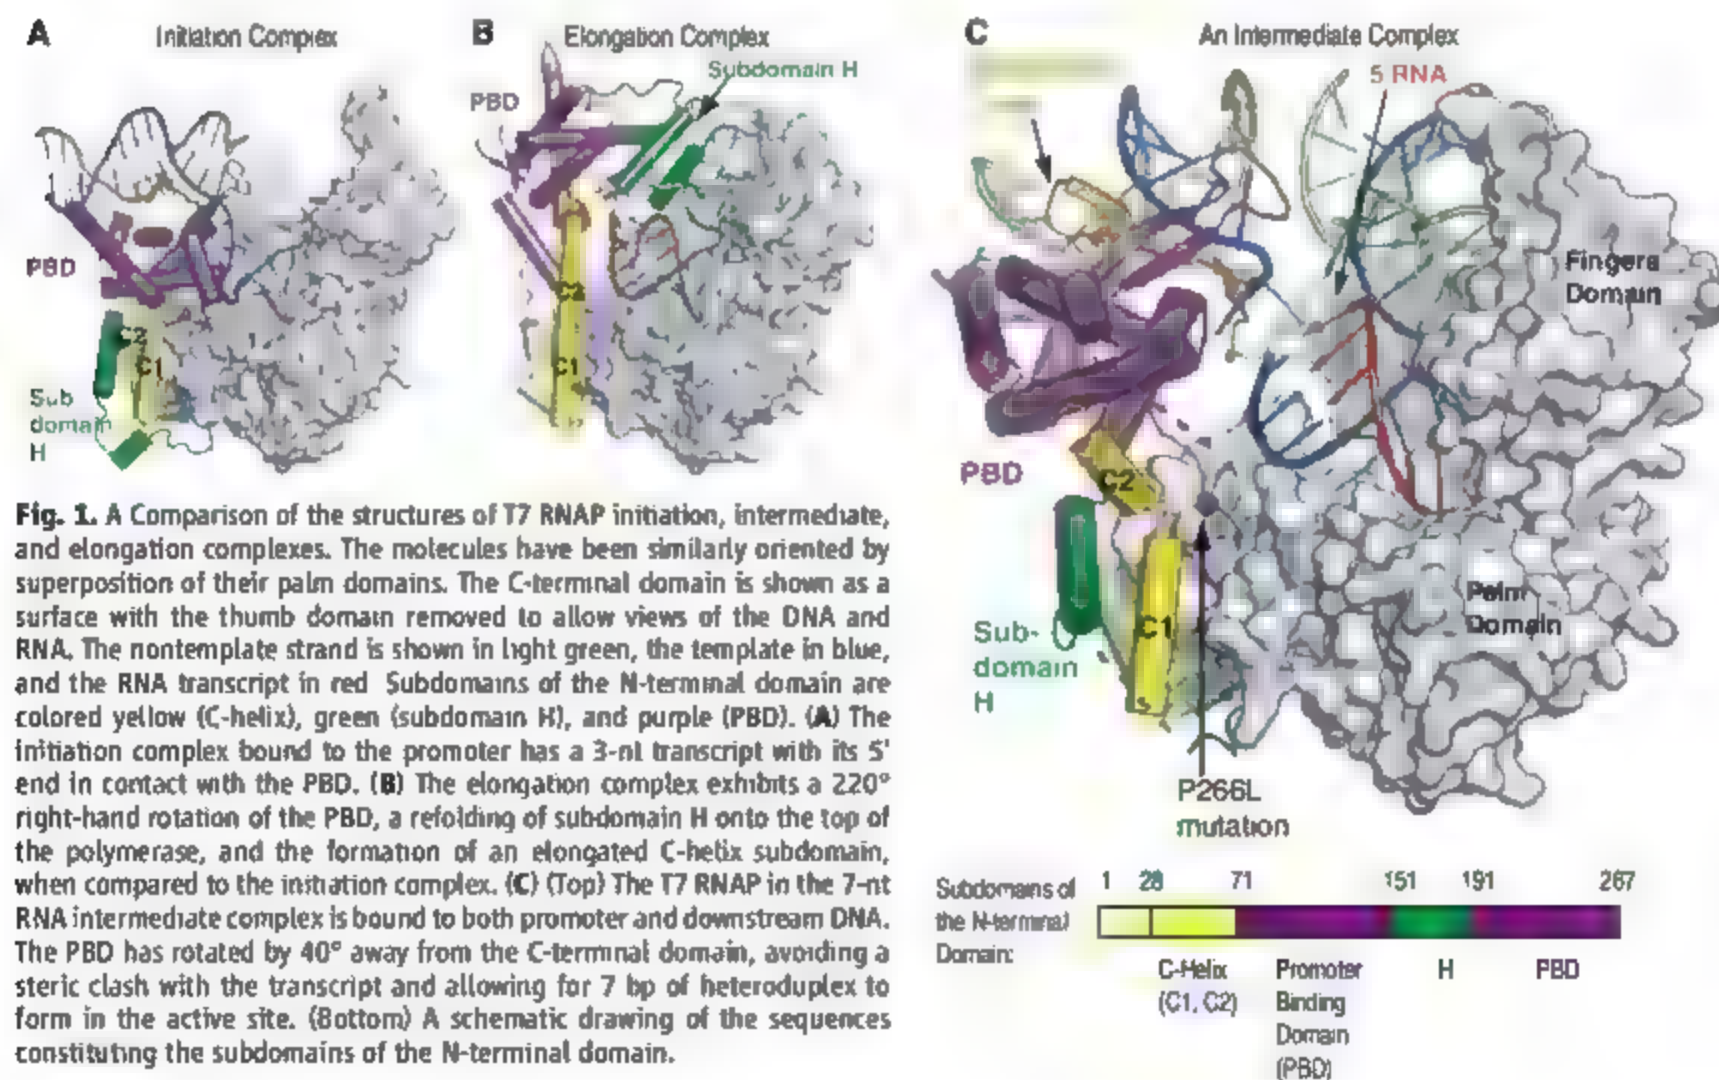 A
Initiation Complex
PBD
C2
C1
Sub
domain
H
B
Elongation Complex
Subdomain H
PBD
C2
C1
C
An Intermediate Complex
5 RNA
Fingers
Domain
PBD
C2
C1
Sub-
domain
H
Palm
Domain
P266L
mutation
Fig. 1. A Comparison of the structures of T7 RNAP initiation, intermediate,
and elongation complexes. The molecules have been similarly oriented by
superposition of their palm domains. The C-terminal domain is shown as a
surface with the thumb domain removed to allow views of the DNA and
RNA. The nontemplate strand is shown in light green, the template in blue,
and the RNA transcript in red Subdomains of the N-terminal domain are
colored yellow (C-helix), green (subdomain H), and purple (PBD). (A) The
initiation complex bound to the promoter has a 3-nt transcript with its 5'
end in contact with the PBD. (B) The elongation complex exhibits a 220°
right-hand rotation of the PBD, a refolding of subdomain H onto the top of
the polymerase, and the formation of an elongated C-helix subdomain,
when compared to the initiation complex. (C) (Top) The T7 RNAP in the 7-nt
RNA intermediate complex is bound to both promoter and downstream DNA.
The PBD has rotated by 40° away from the C-terminal domain, avoiding a
steric clash with the transcript and allowing for 7 bp of heteroduplex to
form in the active site. (Bottom) A schematic drawing of the sequences
constituting the subdomains of the N-terminal domain.
Subdomains of
the N-terminal
Domain:
1 28 71 151 191 267
C-Helix
(C1, C2)
Promoter
Binding
Domain
(PBD)
H
PBD